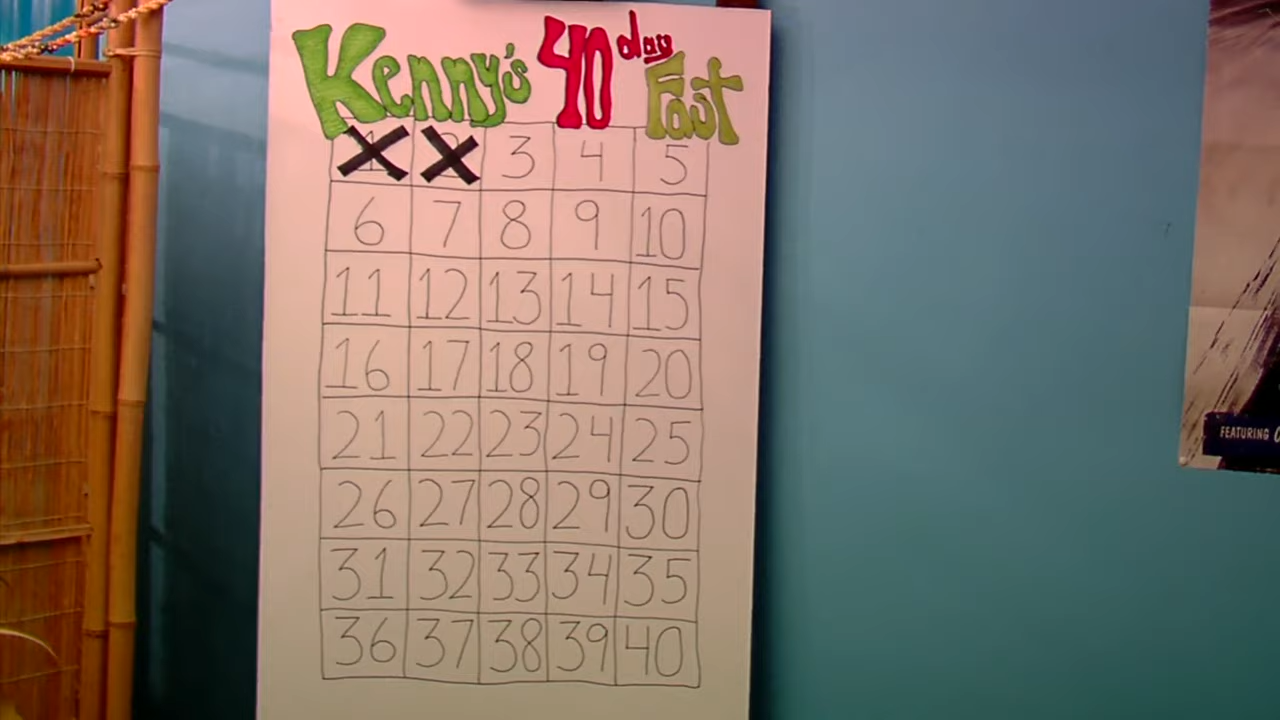 Kenny's 40 day Fast
1 2 3 4 5
6 7 8 9 10
11 12 13 14 15
16 17 18 19 20
21 22 23 24 25
26 27 28 29 30
31 32 33 34 35
36 37 38 39 40
FEATURING